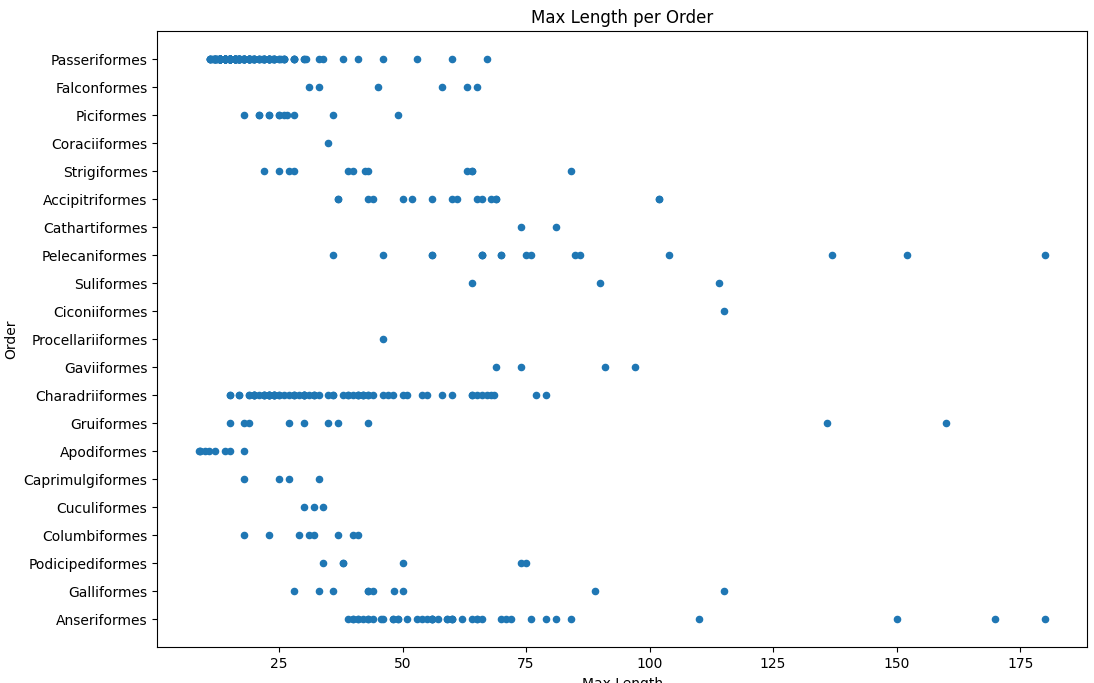 Max Length per Order
Passeriformes
Falconformes
Piciformes
Coraciiformes
Strigiformes
Accipitriformes
Cathartiformes
Pelecaniformes
Suliformes
Ciconiiformes
Procellariiformes
Gaviiformes
Charadriiformes
Gruiformes
Apodiformes
Caprimulgiformes
Cuculiformes
Columbiformes
Podicipediformes
Galliformes
Anseriformes
Order
25 50 75 100 125 150 175
Max Length